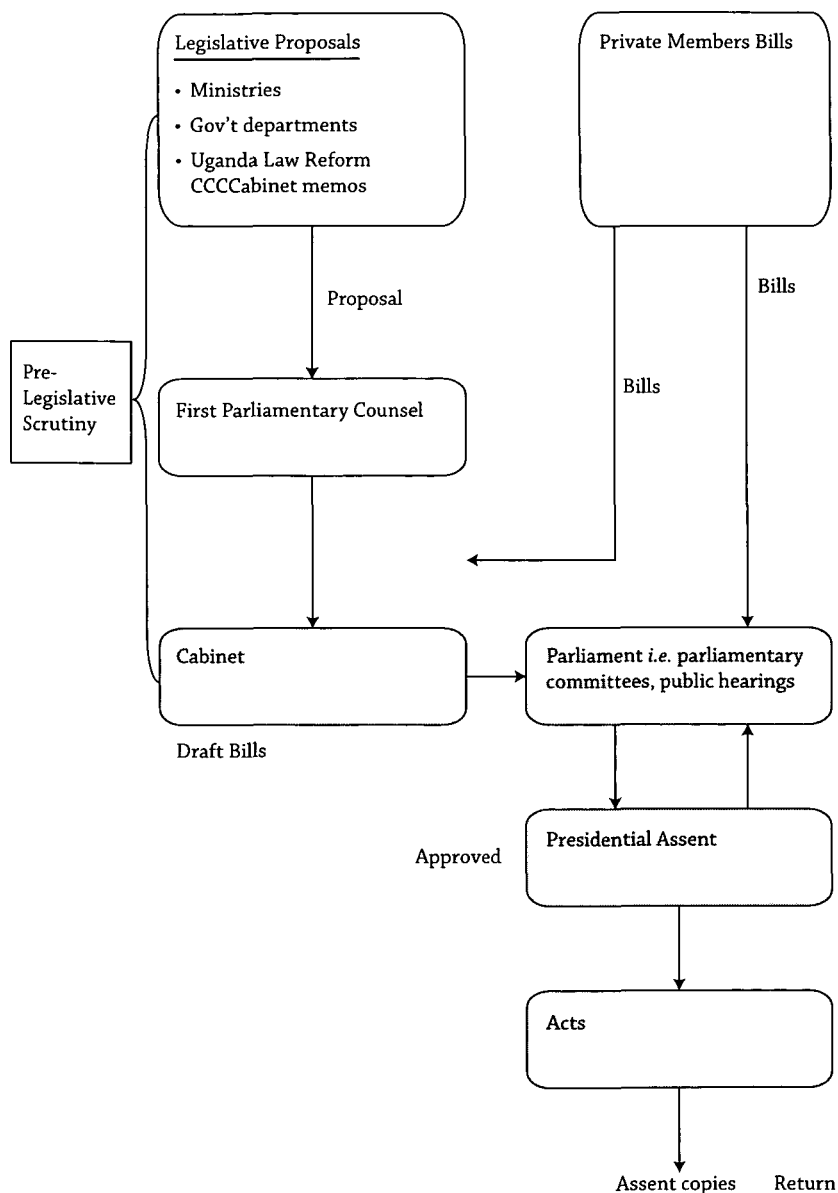 Legislative Proposals
• Ministries
• Gov't departments
• Uganda Law Reform
CCCCabinet memos
Private Members Bills
Proposal
Bills
Bills
Pre-
Legislative
Scrutiny
First Parliamentary Counsel
Cabinet
Draft Bills
Parliament i.e. parliamentary
committees, public hearings
Approved
Presidential Assent
Acts
Assent copies
Return